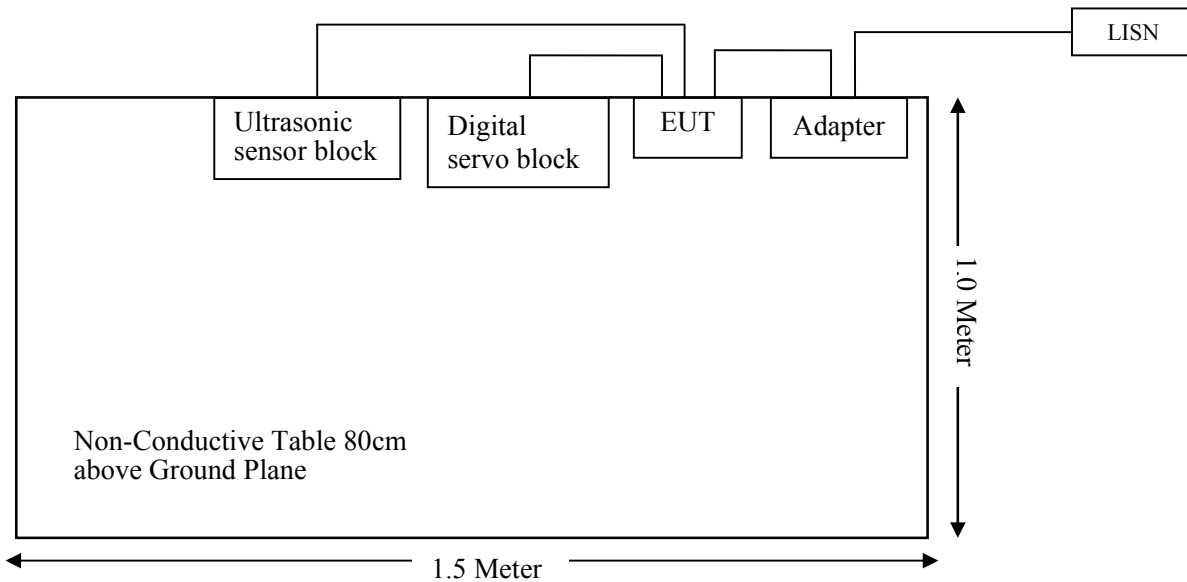 LISN
Ultrasonic
sensor block
Digital
servo block
EUT
Adapter
1.0 Meter
Non-Conductive Table 80cm
above Ground Plane
1.5 Meter